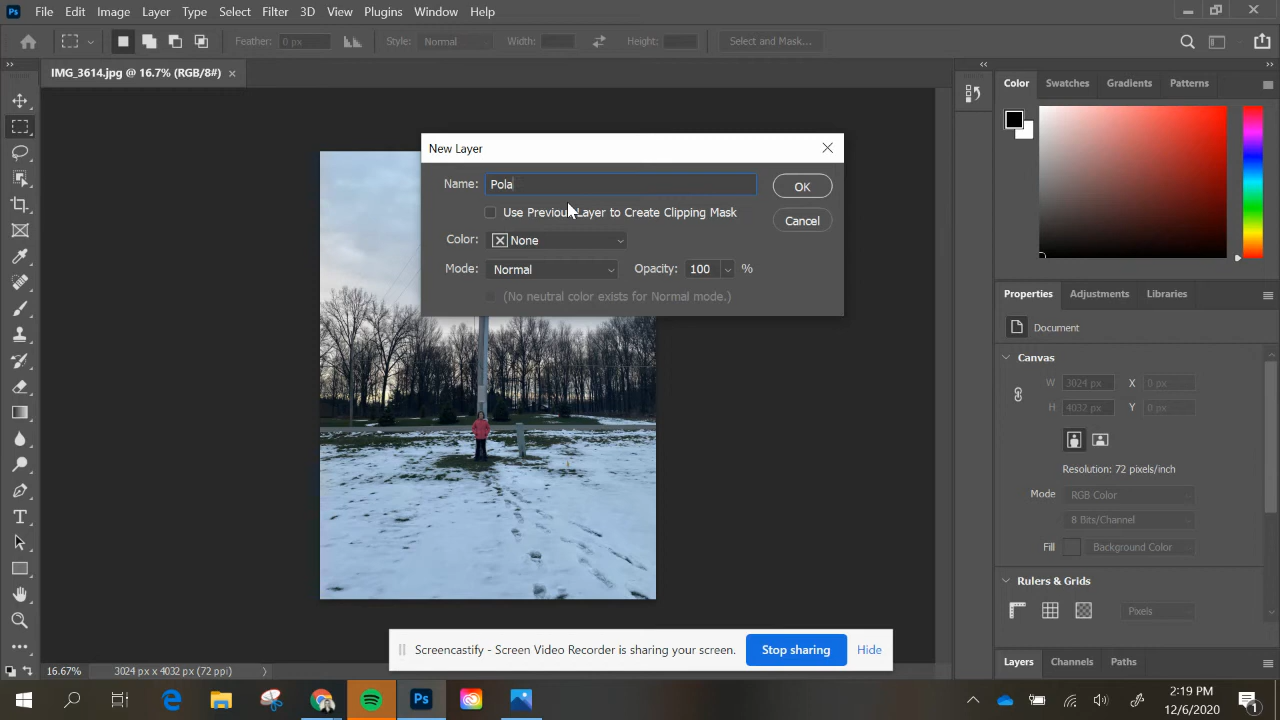 Ps File Edit Image Layer Type Select Filter 3D View Plugins Window Help
Feather: 0 px Style: Normal Width: Height: Select and Mask...
IMG_3614.jpg @ 16.7% (RGB/8#)
Color Swatches Gradients Patterns
New Layer
Name: Pola OK
Use Previous Layer to Create Clipping Mask
Cancel
Color: None
Mode: Normal Opacity: 100 %
(No neutral color exists for Normal mode.)
Properties Adjustments Libraries
Document
Canvas
W 3024 px X 0 px
H 4032 px Y 0 px
Resolution: 72 pixels/inch
Mode RGB Color
8 Bits/Channel
Fill Background Color
Rulers & Grids
Pixels
Screencastify - Screen Video Recorder is sharing your screen. Stop sharing Hide
Layers Channels Paths
16.67% 3024 px x 4032 px (72 ppi)
Ps
2:19 PM
12/6/2020
1